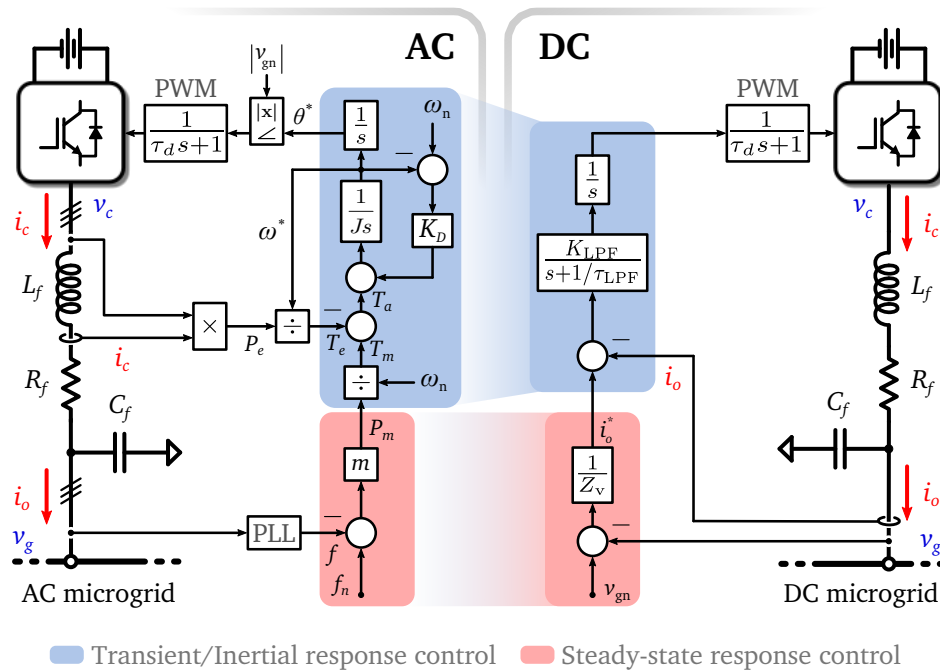 AC
DC
|v_gn|
PWM
1/(τ_d s+1)
|x|
∠
θ*
1/s
ω_n
−
v_c
i_c
ω*
1/(Js)
K_D
L_f
×
P_e
÷
−
T_e
T_a
T_m
i_c
÷
ω_n
R_f
P_m
C_f
m
i_o
−
PLL
f
v_g
f_n
AC microgrid
PWM
1/(τ_d s+1)
1/s
v_c
i_c
K_LPF/(s+1/τ_LPF)
L_f
−
i_o
R_f
i_o*
C_f
1/Z_v
i_o
−
v_g
v_gn
DC microgrid
Transient/Inertial response control
Steady-state response control